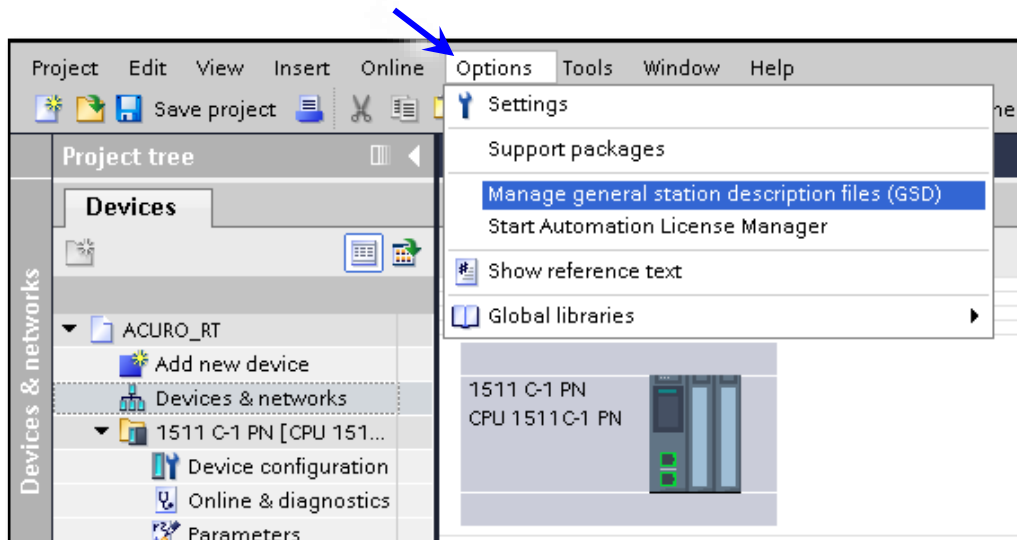 Project Edit View Insert Online Options Tools Window Help
Save project
Settings
Support packages
Manage general station description files (GSD)
Start Automation License Manager
Show reference text
Global libraries
Project tree
Devices
Devices & networks
ACURO_RT
Add new device
Devices & networks
1511 C-1 PN [CPU 151...
Device configuration
Online & diagnostics
Parameters
1511 C-1 PN
CPU 1511C-1 PN